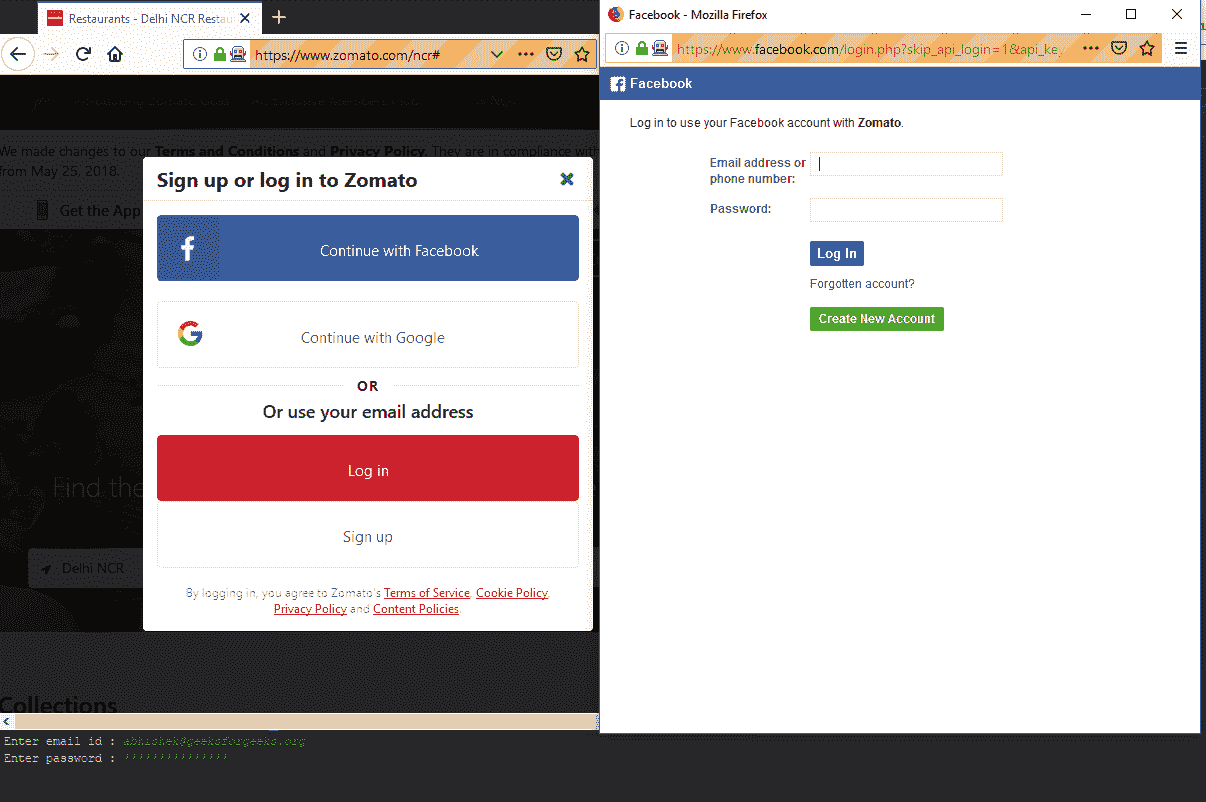 Restaurants - Delhi NCR Restau
https://www.zomato.com/ncr#
We made changes to our Terms and Conditions and Privacy Policy. They are in compliance with
from May 25, 2018.
Get the App
Sign up or log in to Zomato
f
Continue with Facebook
G
Continue with Google
OR
Or use your email address
Log in
Sign up
By logging in, you agree to Zomato's Terms of Service, Cookie Policy,
Privacy Policy and Content Policies.
Find the
Delhi NCR
Collections
Enter email id : abhishek@geeksforgeeks.org
Enter password : '''''''''''''''
Facebook - Mozilla Firefox
https://www.facebook.com/login.php?skip_api_login=1&api_ke
Facebook
Log in to use your Facebook account with Zomato.
Email address or
phone number:
Password:
Log In
Forgotten account?
Create New Account